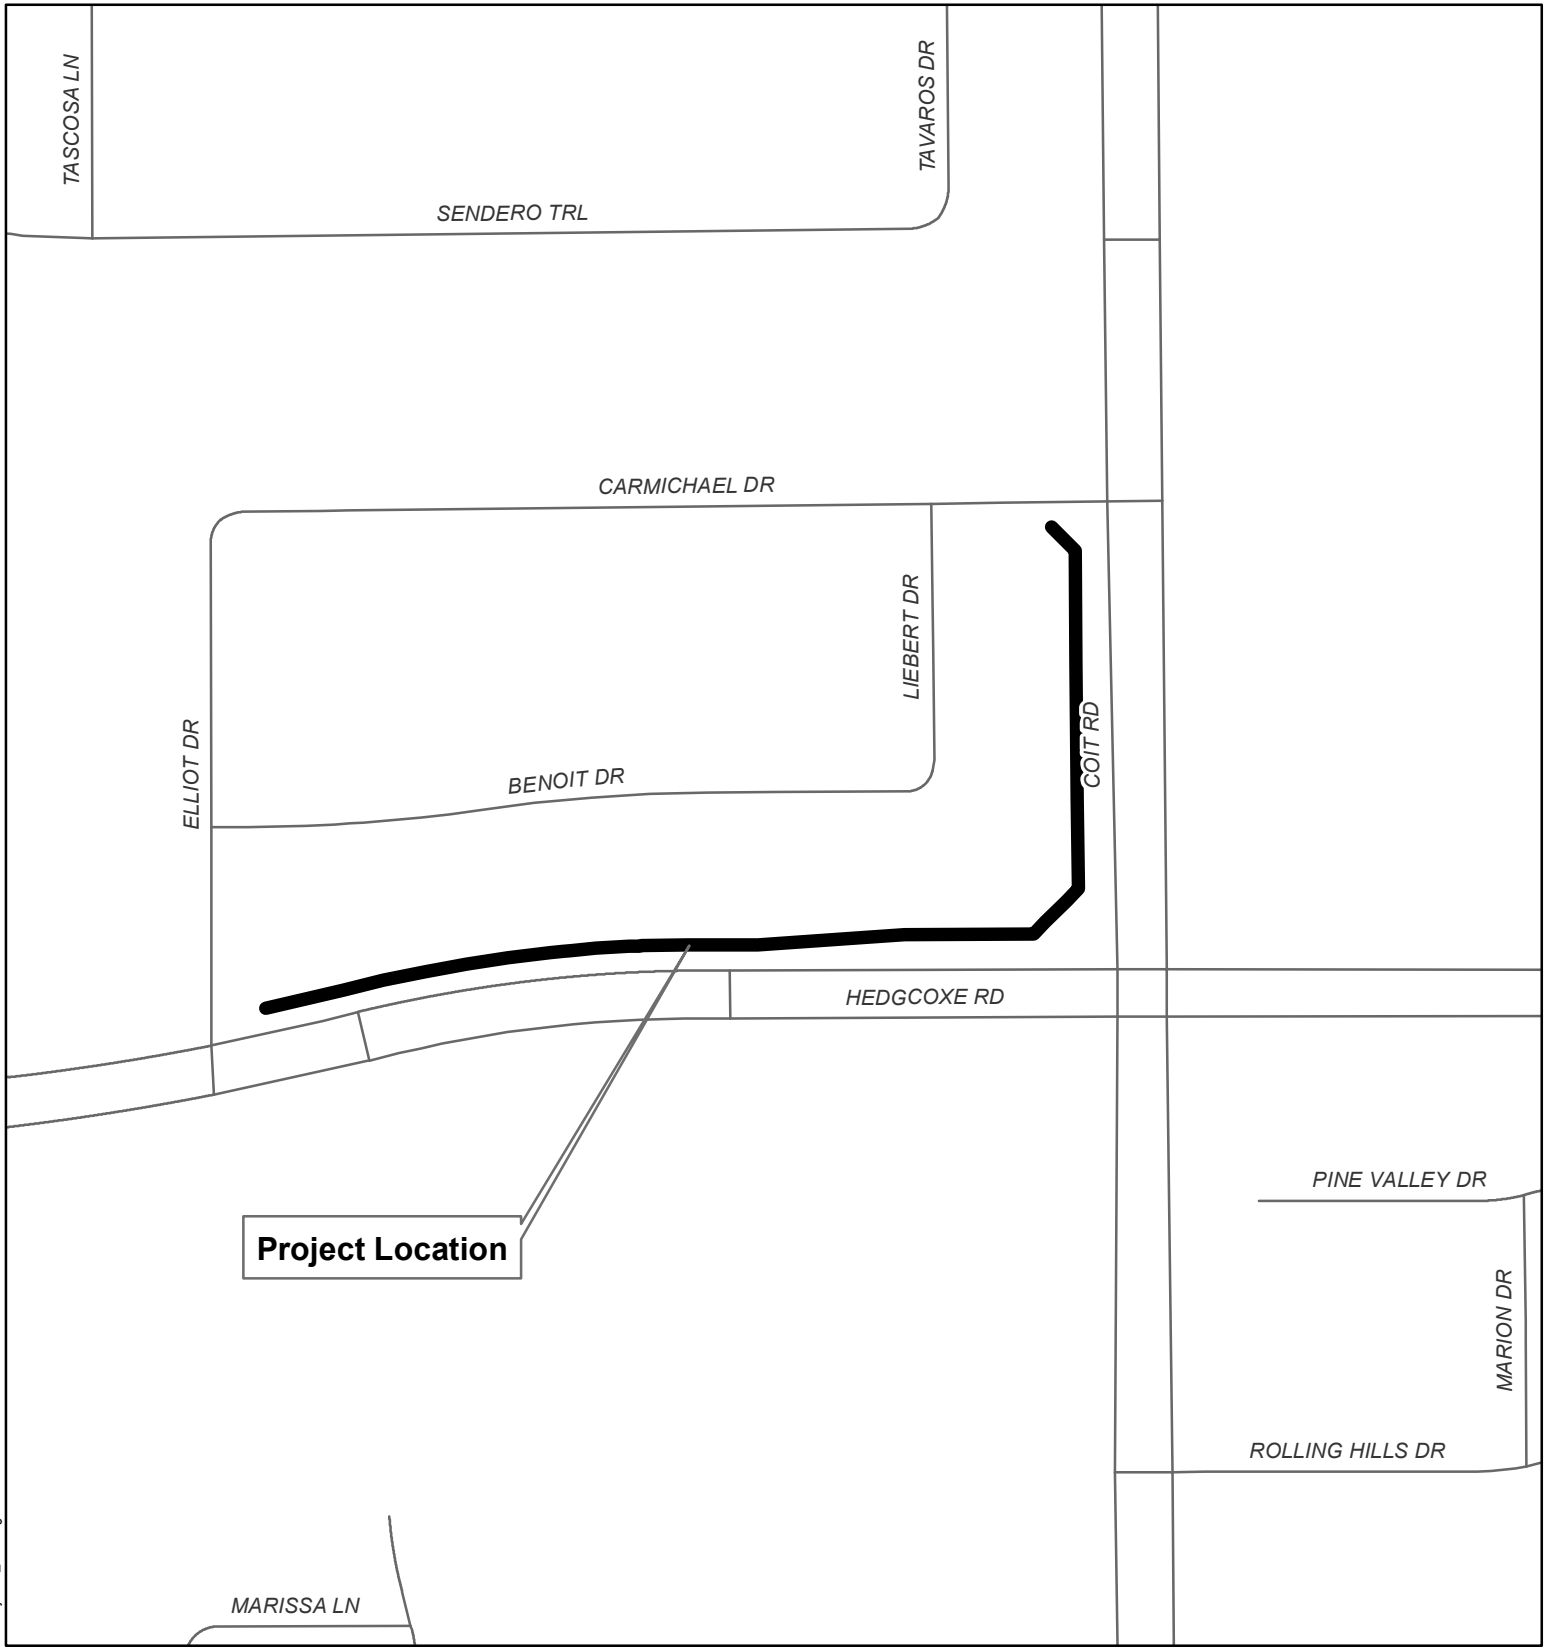 TASCOSA LN
TAVAROS DR
SENDERO TRL
CARMICHAEL DR
LIEBERT DR
COIT RD
ELLIOT DR
BENOIT DR
HEDGCOXE RD
PINE VALLEY DR
Project Location
MARION DR
ROLLING HILLS DR
MARISSA LN